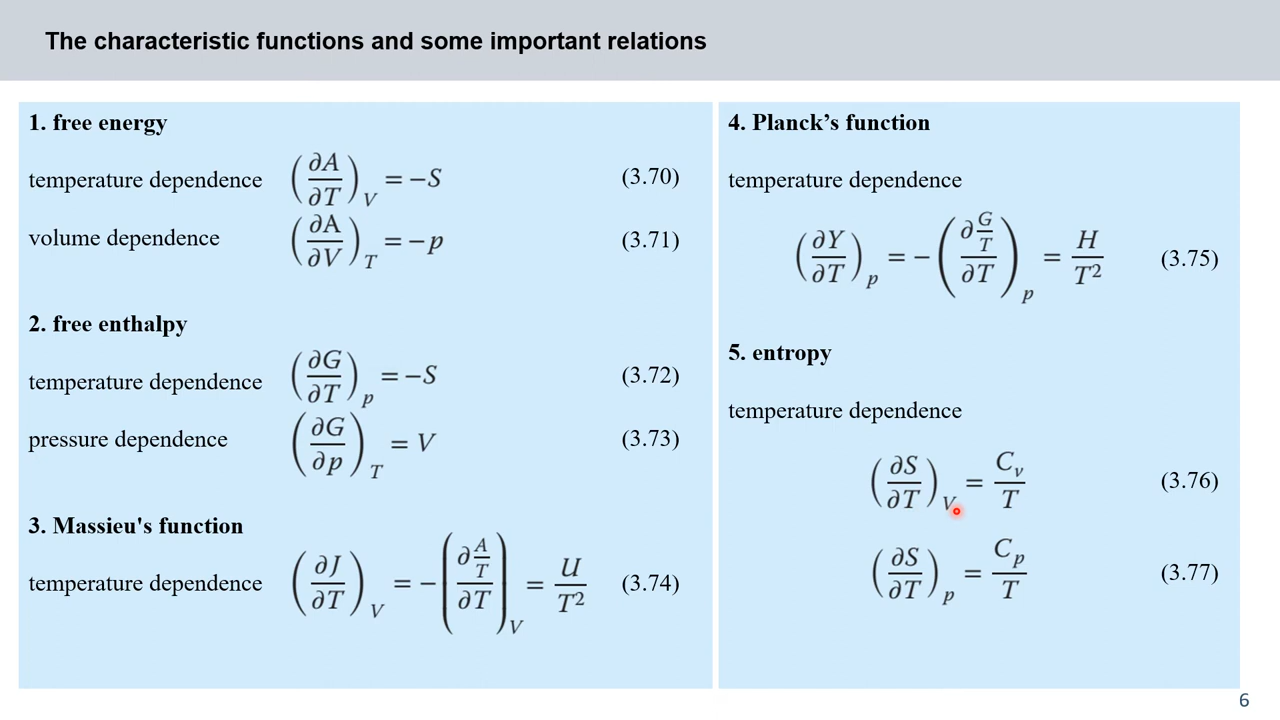 The characteristic functions and some important relations
1. free energy
temperature dependence (∂A/∂T)_V = −S (3.70)
volume dependence (∂A/∂V)_T = −p (3.71)
2. free enthalpy
temperature dependence (∂G/∂T)_p = −S (3.72)
pressure dependence (∂G/∂p)_T = V (3.73)
3. Massieu's function
temperature dependence (∂J/∂T)_V = −(∂(A/T)/∂T)_V = U/T² (3.74)
4. Planck’s function
temperature dependence
(∂Y/∂T)_p = −(∂(G/T)/∂T)_p = H/T² (3.75)
5. entropy
temperature dependence
(∂S/∂T)_V = C_v/T (3.76)
(∂S/∂T)_p = C_p/T (3.77)
6